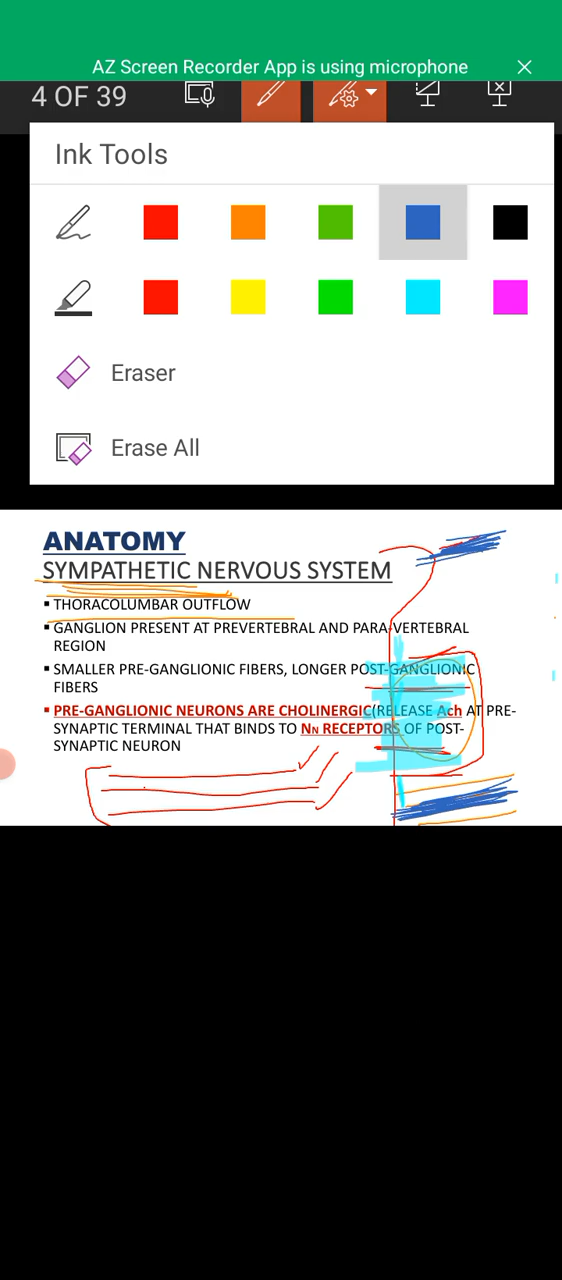 AZ Screen Recorder App is using microphone
4 OF 39
Ink Tools
Eraser
Erase All
ANATOMY
SYMPATHETIC NERVOUS SYSTEM
▪ THORACOLUMBAR OUTFLOW
▪ GANGLION PRESENT AT PREVERTEBRAL AND PARA-VERTEBRAL
REGION
▪ SMALLER PRE-GANGLIONIC FIBERS, LONGER POST-GANGLIONIC
FIBERS
▪ PRE-GANGLIONIC NEURONS ARE CHOLINERGIC(RELEASE Ach AT PRE-
SYNAPTIC TERMINAL THAT BINDS TO NN RECEPTORS OF POST-
SYNAPTIC NEURON